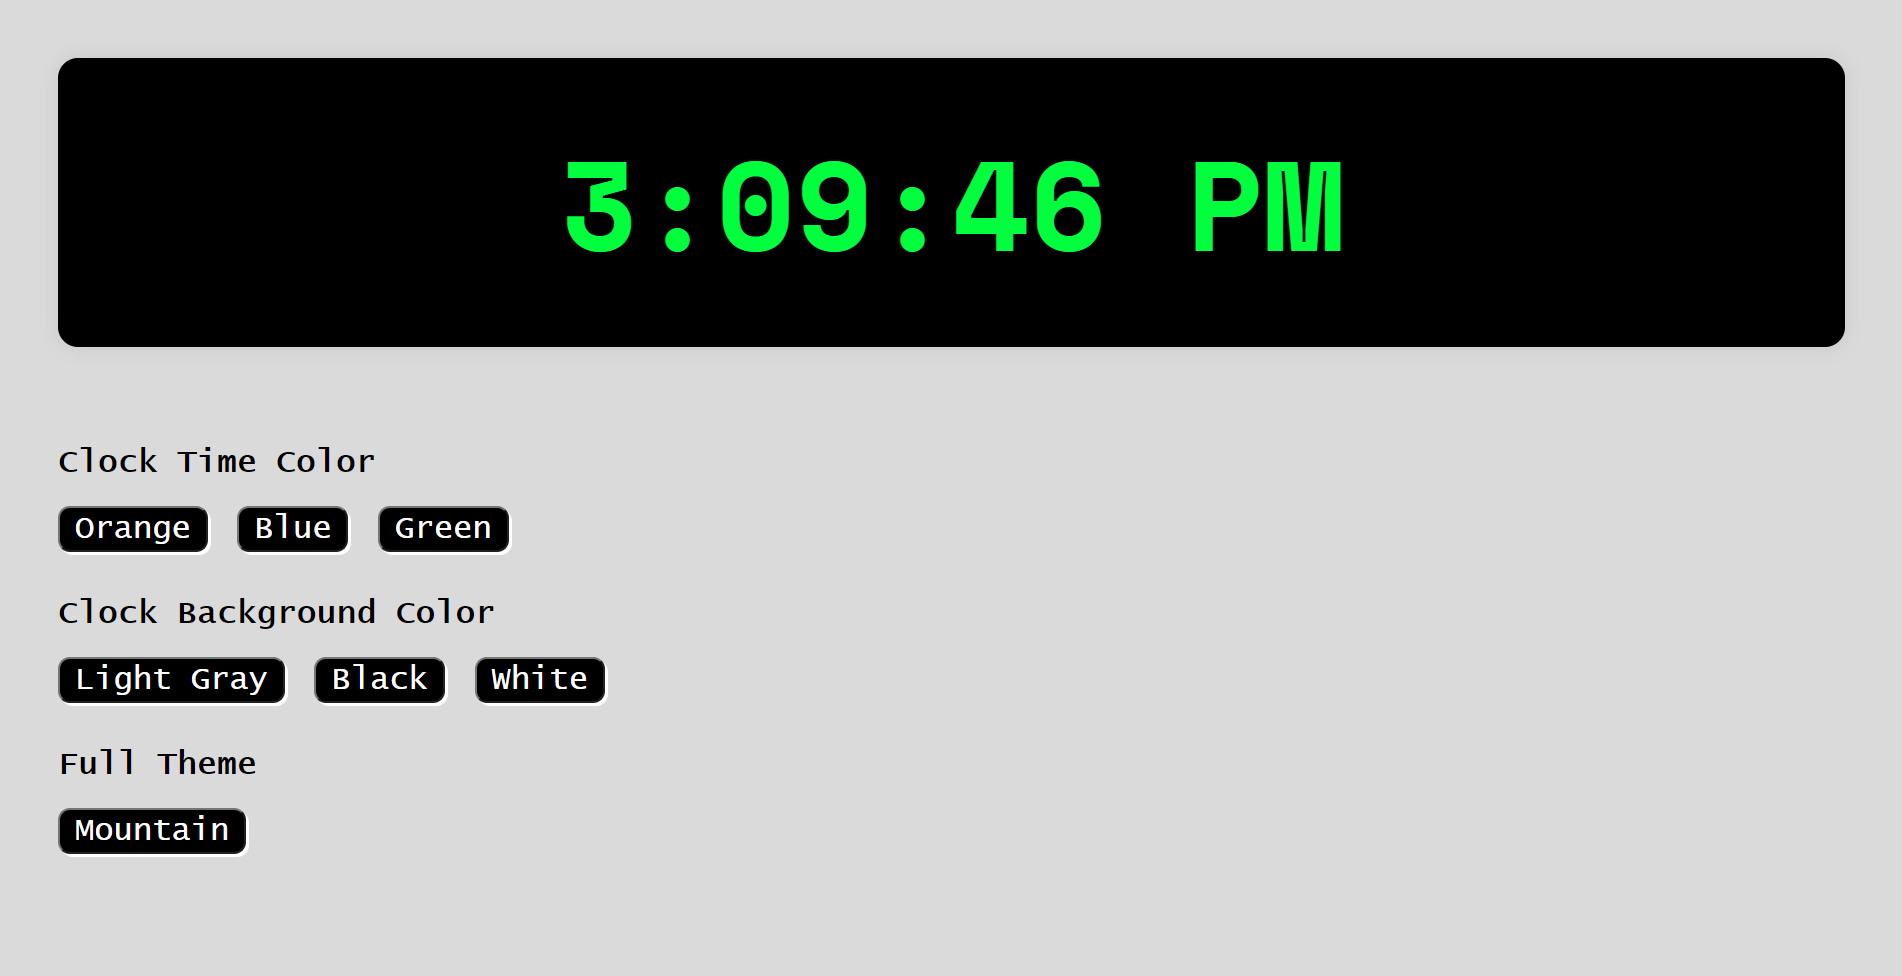 3:09:46 PM
Clock Time Color
Orange Blue Green
Clock Background Color
Light Gray Black White
Full Theme
Mountain